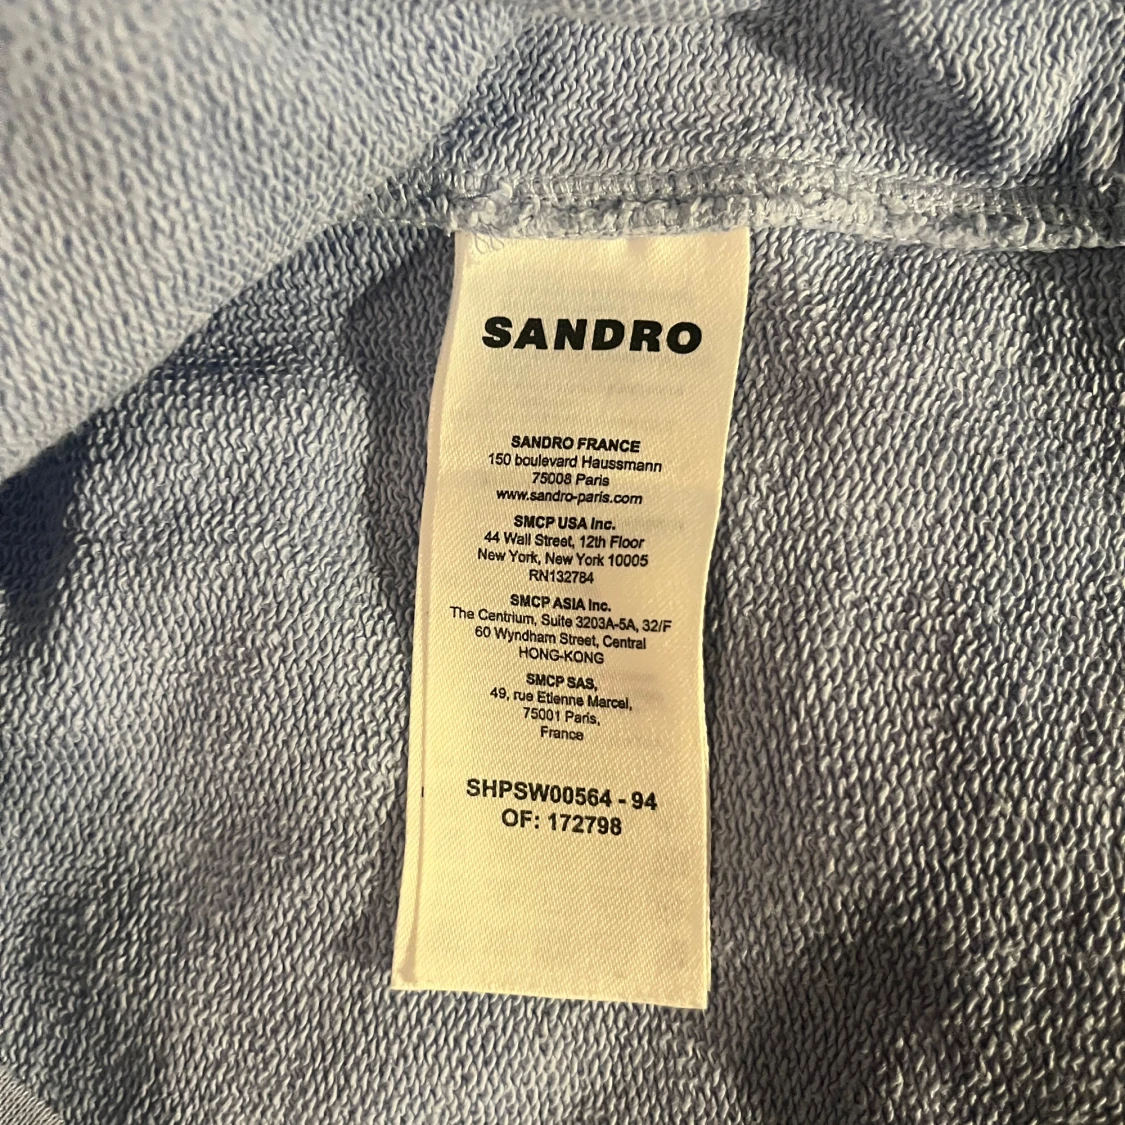 SANDRO
SANDRO FRANCE
150 boulevard Haussmann
75008 Paris
www.sandro-paris.com
SMCP USA Inc.
44 Wall Street, 12th Floor
New York, New York 10005
RN132784
SMCP ASIA Inc.
The Centrium, Suite 3203A-5A, 32/F
60 Wyndham Street, Central
HONG-KONG
SMCP SAS,
49, rue Etienne Marcel,
75001 Paris,
France
SHPSW00564 - 94
OF: 172798